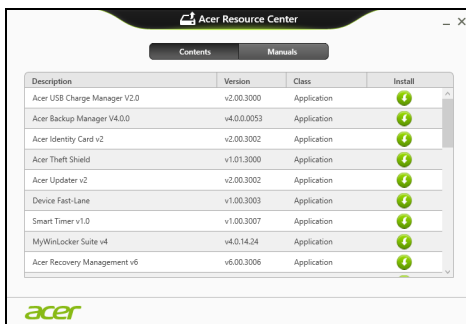 Acer Resource Center
Contents Manuals
Description Version Class Install
Acer USB Charge Manager V2.0 v2.00.3000 Application
Acer Backup Manager V4.0.0 v4.0.0.0053 Application
Acer Identity Card v2 v2.00.3002 Application
Acer Theft Shield v1.01.3000 Application
Acer Updater v2 v2.00.3002 Application
Device Fast-Lane v1.00.3003 Application
Smart Timer v1.0 v1.00.3007 Application
MyWinLocker Suite v4 v4.0.14.24 Application
Acer Recovery Management v6 v6.00.3006 Application
acer